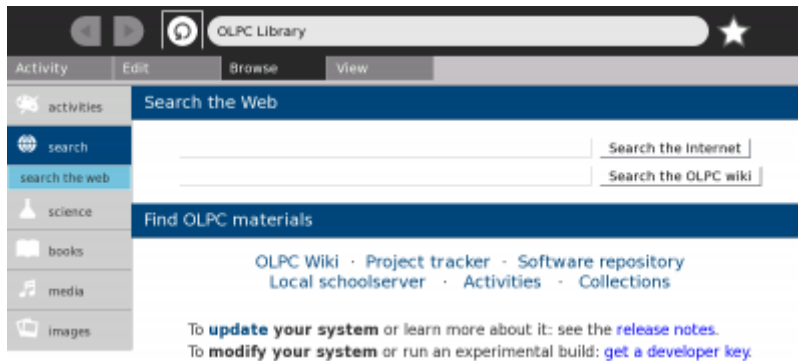 OLPC Library
Activity Edit Browse View
activities
search
search the web
science
books
media
images
Search the Web
Search the Internet
Search the OLPC wiki
Find OLPC materials
OLPC Wiki · Project tracker · Software repository
Local schoolserver · Activities · Collections
To update your system or learn more about it: see the release notes.
To modify your system or run an experimental build: get a developer key.